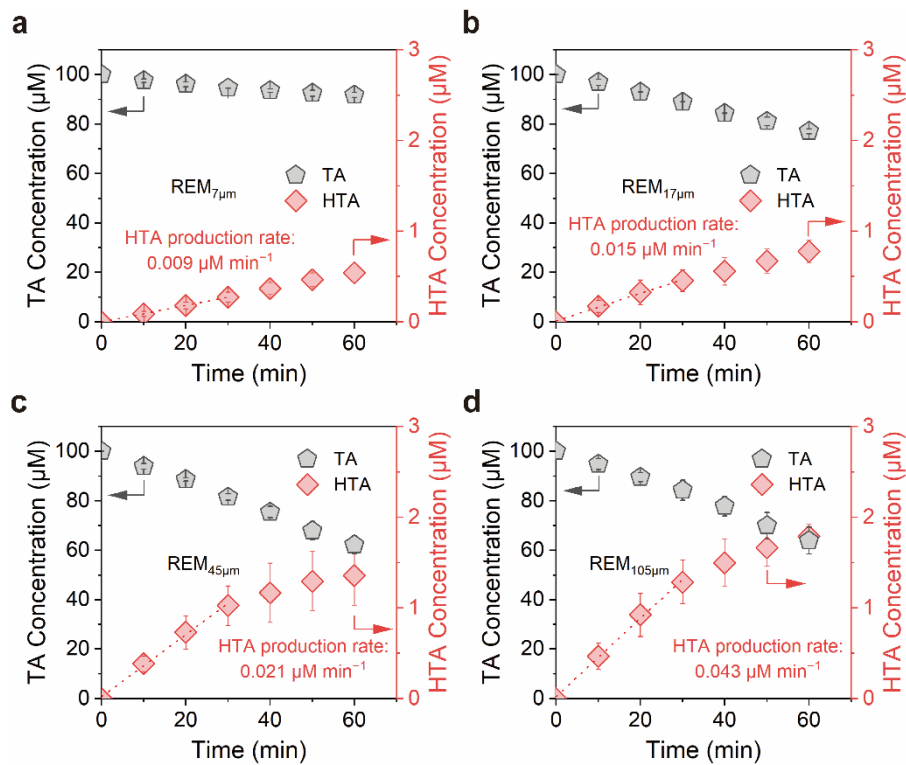 a
TA Concentration (μM)
100
80
60
40
20
0
3
2
1
0
HTA Concentration (μM)
TA
HTA
REM7μm
HTA production rate:
0.009 μM min⁻¹
0
20
40
60
Time (min)
b
TA Concentration (μM)
100
80
60
40
20
0
3
2
1
0
HTA Concentration (μM)
TA
HTA
REM17μm
HTA production rate:
0.015 μM min⁻¹
0
20
40
60
Time (min)
c
TA Concentration (μM)
100
80
60
40
20
0
3
2
1
0
HTA Concentration (μM)
TA
HTA
REM45μm
HTA production rate:
0.021 μM min⁻¹
0
20
40
60
Time (min)
d
TA Concentration (μM)
100
80
60
40
20
0
3
2
1
0
HTA Concentration (μM)
TA
HTA
REM105μm
HTA production rate:
0.043 μM min⁻¹
0
20
40
60
Time (min)